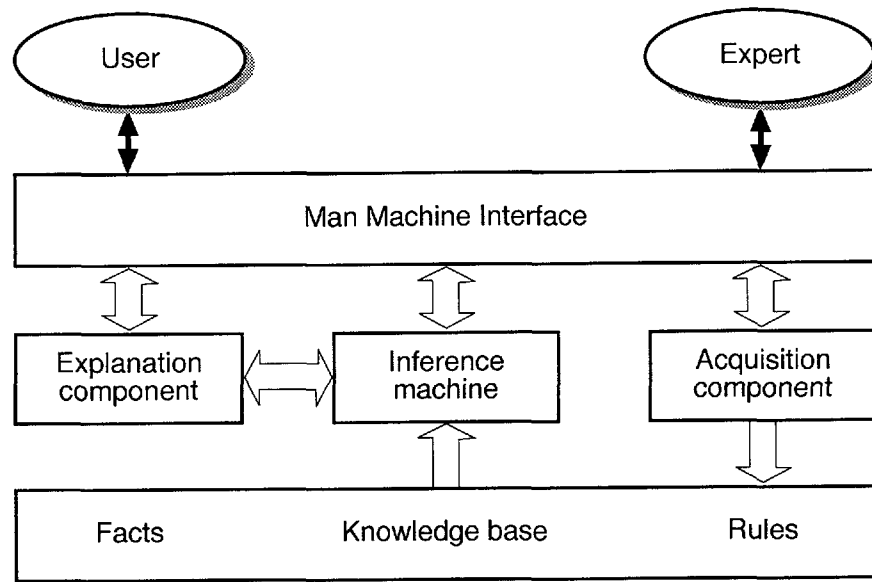 User
Expert
Man Machine Interface
Explanation
component
Inference
machine
Acquisition
component
Facts
Knowledge base
Rules